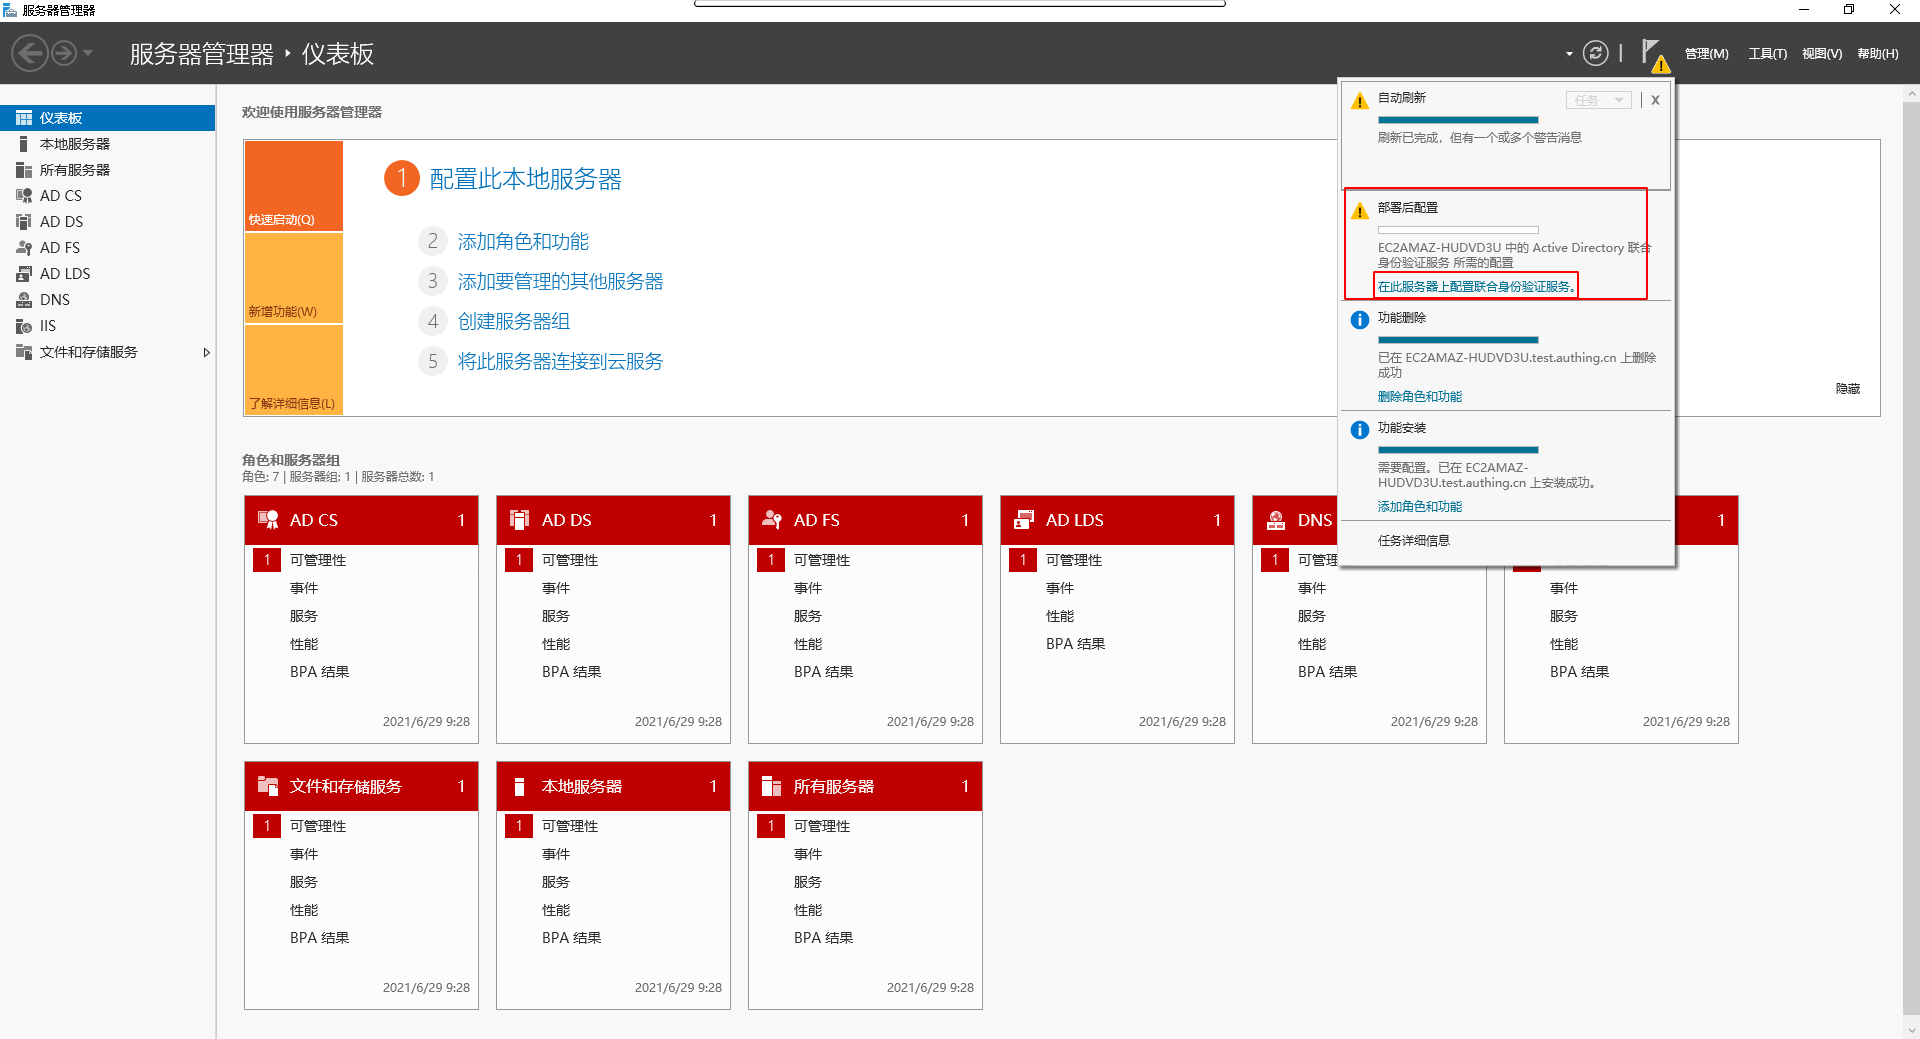 服务器管理器
服务器管理器 ‣ 仪表板
管理(M) 工具(T) 视图(V) 帮助(H)
仪表板
本地服务器
所有服务器
AD CS
AD DS
AD FS
AD LDS
DNS
IIS
文件和存储服务
欢迎使用服务器管理器
快速启动(Q)
新增功能(W)
了解详细信息(L)
1 配置此本地服务器
2 添加角色和功能
3 添加要管理的其他服务器
4 创建服务器组
5 将此服务器连接到云服务
隐藏
自动刷新
任务
X
刷新已完成，但有一个或多个警告消息
部署后配置
EC2AMAZ-HUDVD3U 中的 Active Directory 联合
身份验证服务 所需的配置
在此服务器上配置联合身份验证服务。
功能删除
已在 EC2AMAZ-HUDVD3U.test.authing.cn 上删除
成功
删除角色和功能
功能安装
需要配置。已在 EC2AMAZ-
HUDVD3U.test.authing.cn 上安装成功。
添加角色和功能
任务详细信息
角色和服务器组
角色: 7 | 服务器组: 1 | 服务器总数: 1
AD CS 1
1 可管理性
事件
服务
性能
BPA 结果
2021/6/29 9:28
AD DS 1
1 可管理性
事件
服务
性能
BPA 结果
2021/6/29 9:28
AD FS 1
1 可管理性
事件
服务
性能
BPA 结果
2021/6/29 9:28
AD LDS 1
1 可管理性
事件
性能
BPA 结果
2021/6/29 9:28
DNS
1 可管理
事件
服务
性能
BPA 结果
2021/6/29 9:28
1
事件
服务
性能
BPA 结果
2021/6/29 9:28
文件和存储服务 1
1 可管理性
事件
服务
性能
BPA 结果
2021/6/29 9:28
本地服务器 1
1 可管理性
事件
服务
性能
BPA 结果
2021/6/29 9:28
所有服务器 1
1 可管理性
事件
服务
性能
BPA 结果
2021/6/29 9:28